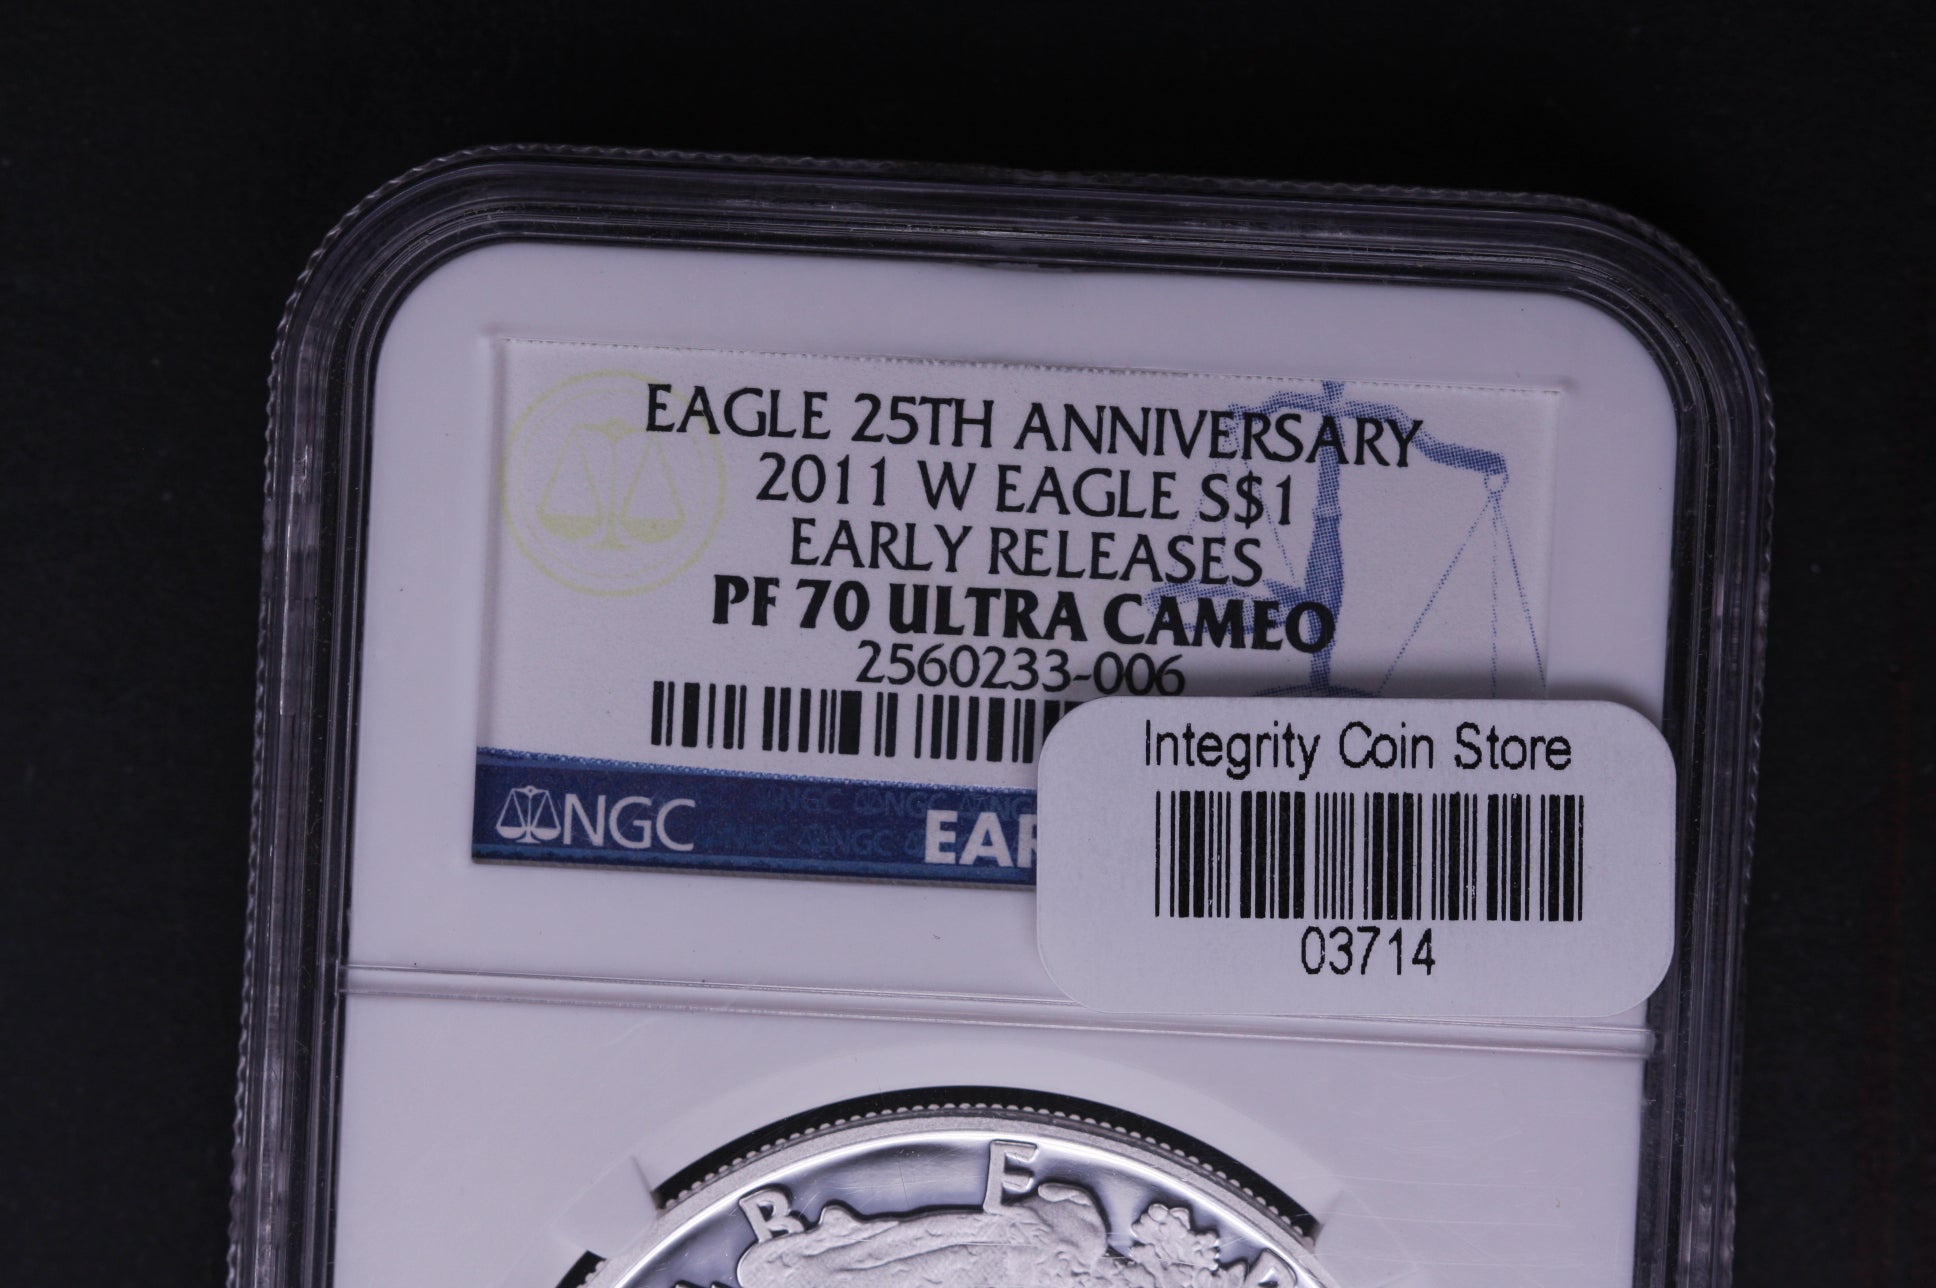 EAGLE 25TH ANNIVERSARY
2011 W EAGLE S$1
EARLY RELEASES
PF 70 ULTRA CAMEO
2560233-006
NGC
Integrity Coin Store
03714